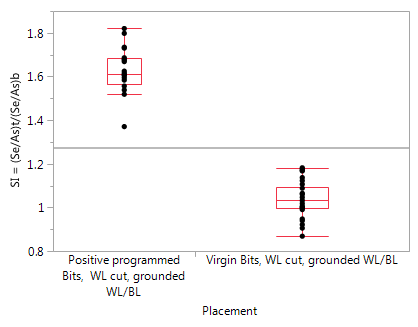 SI = (Se/As)t/(Se/As)b
1.8
1.6
1.4
1.2
1
0.8
Positive programmed
Bits,  WL cut, grounded
WL/BL
Virgin Bits, WL cut, grounded WL/BL
Placement